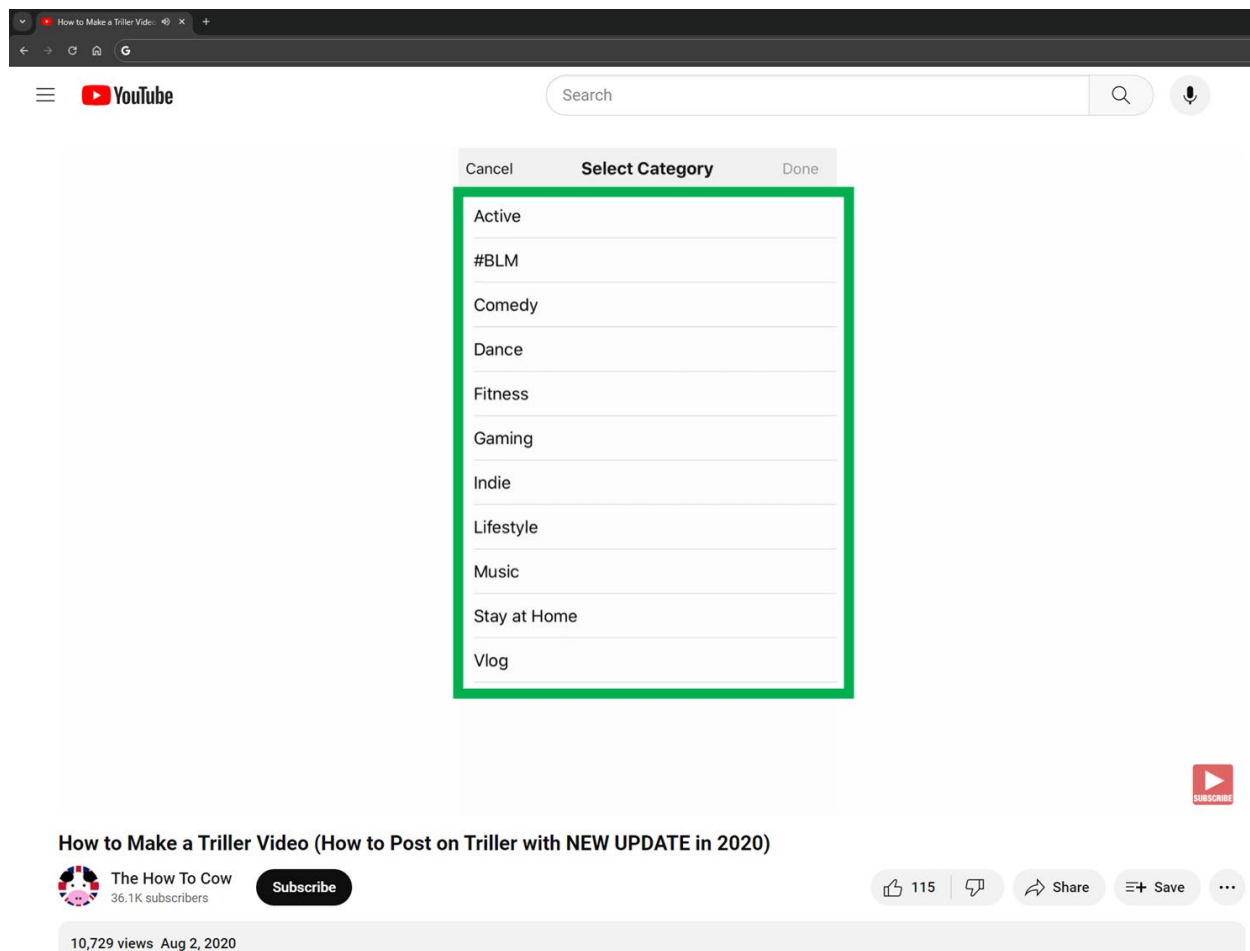 How to Make a Triller Video
YouTube
Search
Cancel Select Category Done
Active
#BLM
Comedy
Dance
Fitness
Gaming
Indie
Lifestyle
Music
Stay at Home
Vlog
SUBSCRIBE
How to Make a Triller Video (How to Post on Triller with NEW UPDATE in 2020)
The How To Cow
36.1K subscribers
Subscribe
115 Share Save ...
10,729 views Aug 2, 2020